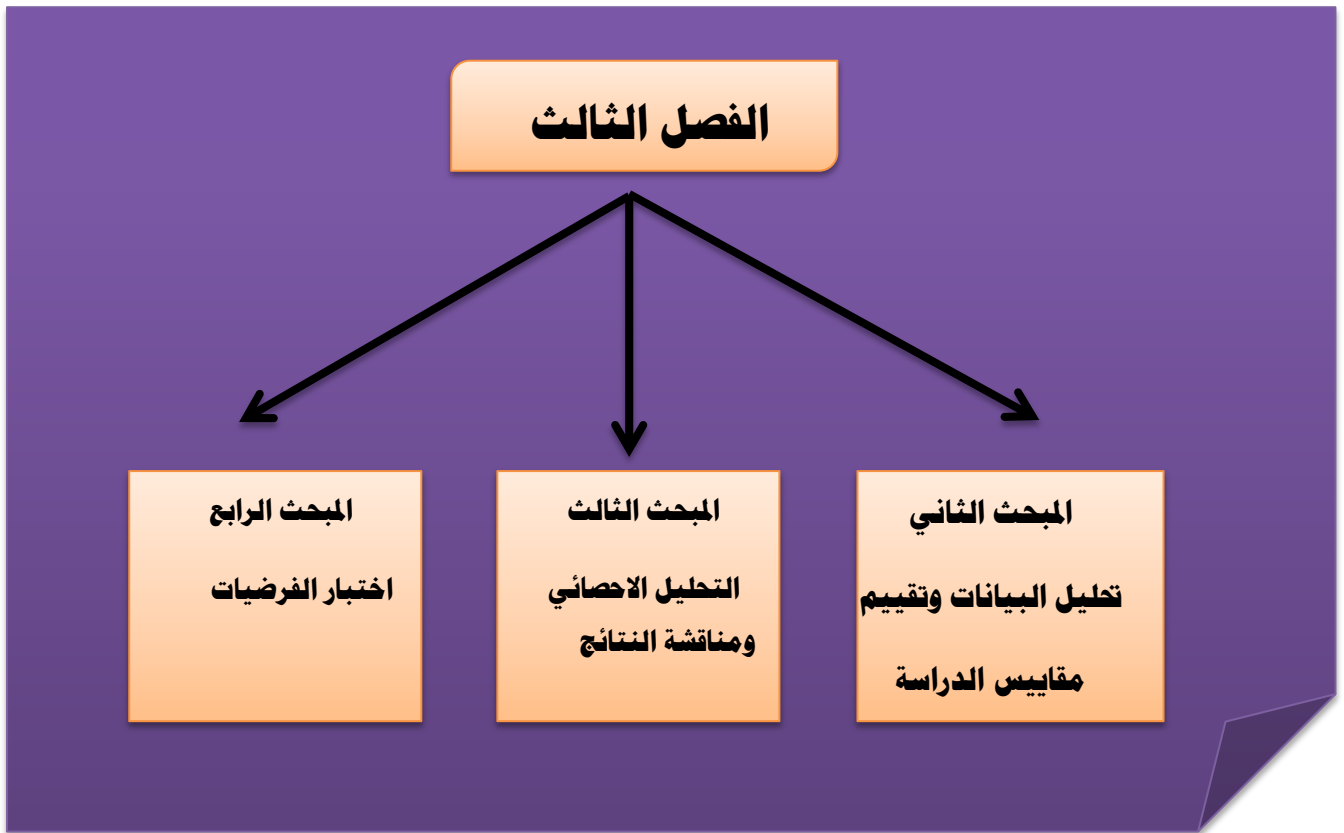 الفصل الثالث
المبحث الثاني
تحليل البيانات وتقييم
مقاييس الدراسة
المبحث الثالث
التحليل الاحصائي
ومناقشة النتائج
المبحث الرابع
اختبار الفرضيات